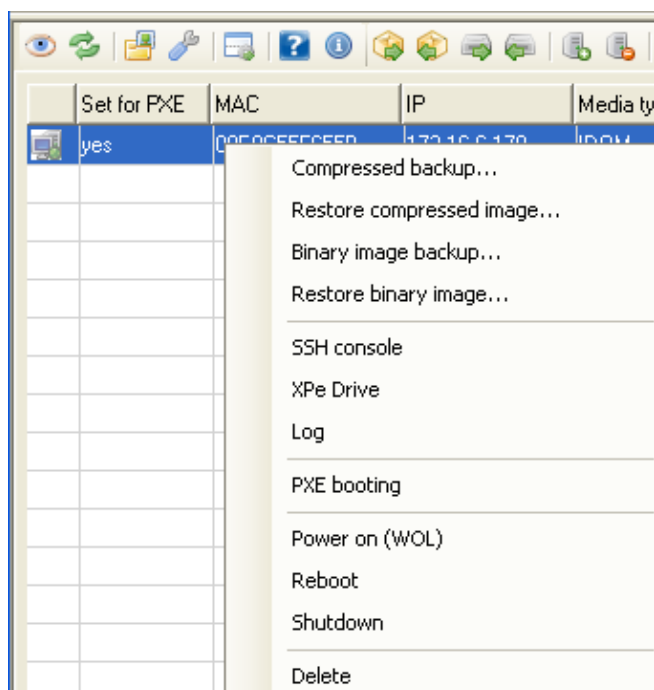 Set for PXE MAC IP Media ty
yes
Compressed backup...
Restore compressed image...
Binary image backup...
Restore binary image...
SSH console
XPe Drive
Log
PXE booting
Power on (WOL)
Reboot
Shutdown
Delete